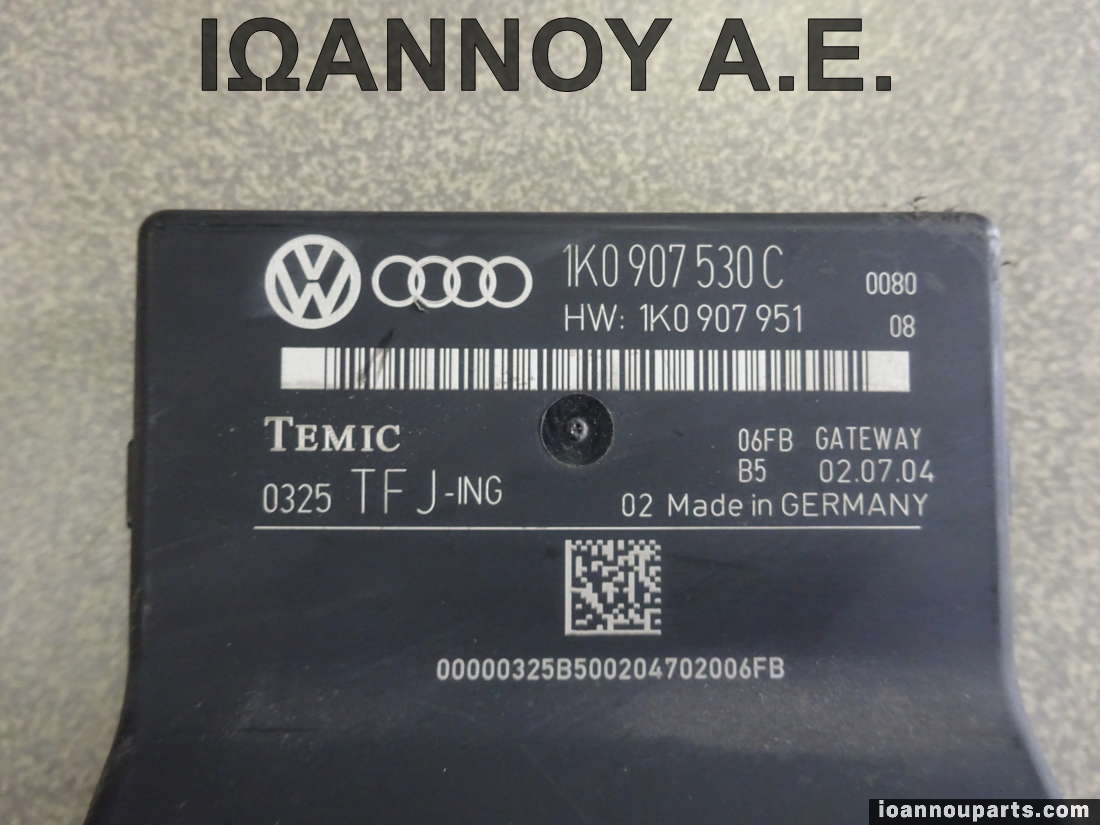 ΙΩΑΝΝΟΥ Α.Ε.
1K0 907 530 C 0080
HW: 1K0 907 951 08
TEMIC
06FB GATEWAY
B5 02.07.04
0325 TFJ-ING
02 Made in GERMANY
00000325B500204702006FB
ioannouparts.com